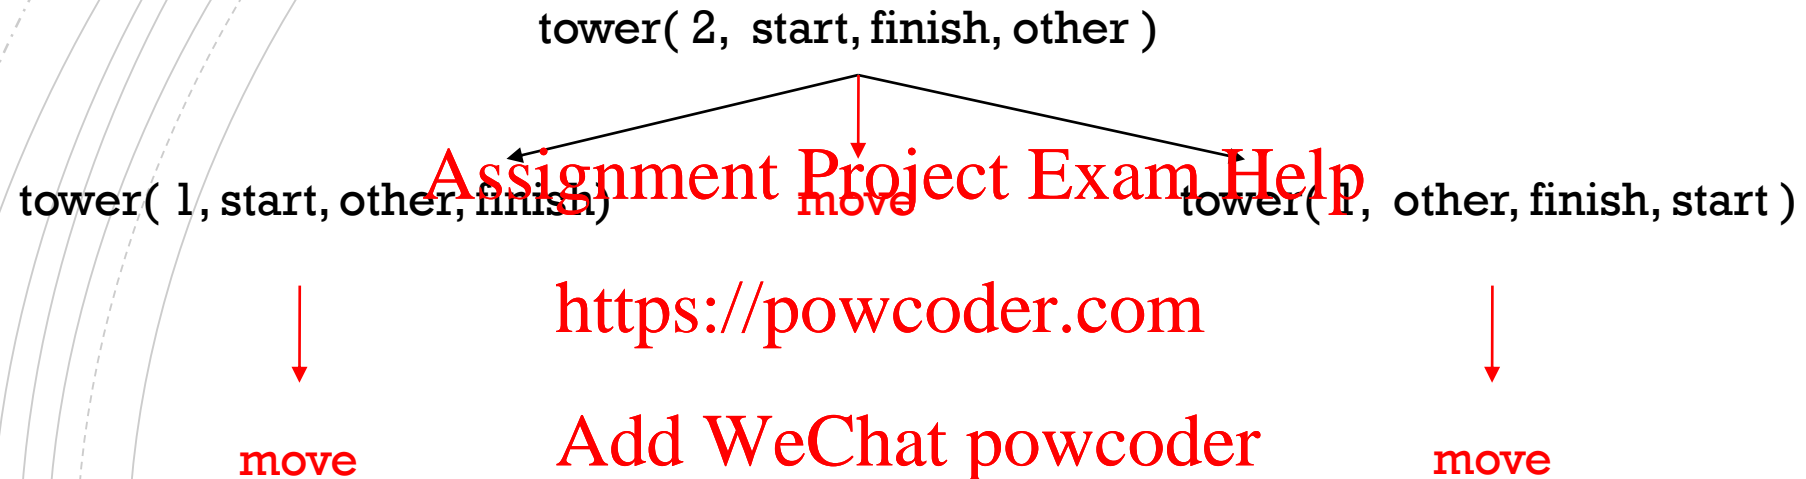 tower( 2, start, finish, other )
Assignment Project Exam Help
tower( 1, start, other, finish) move tower( 1, other, finish, start )
https://powcoder.com
Add WeChat powcoder
move move